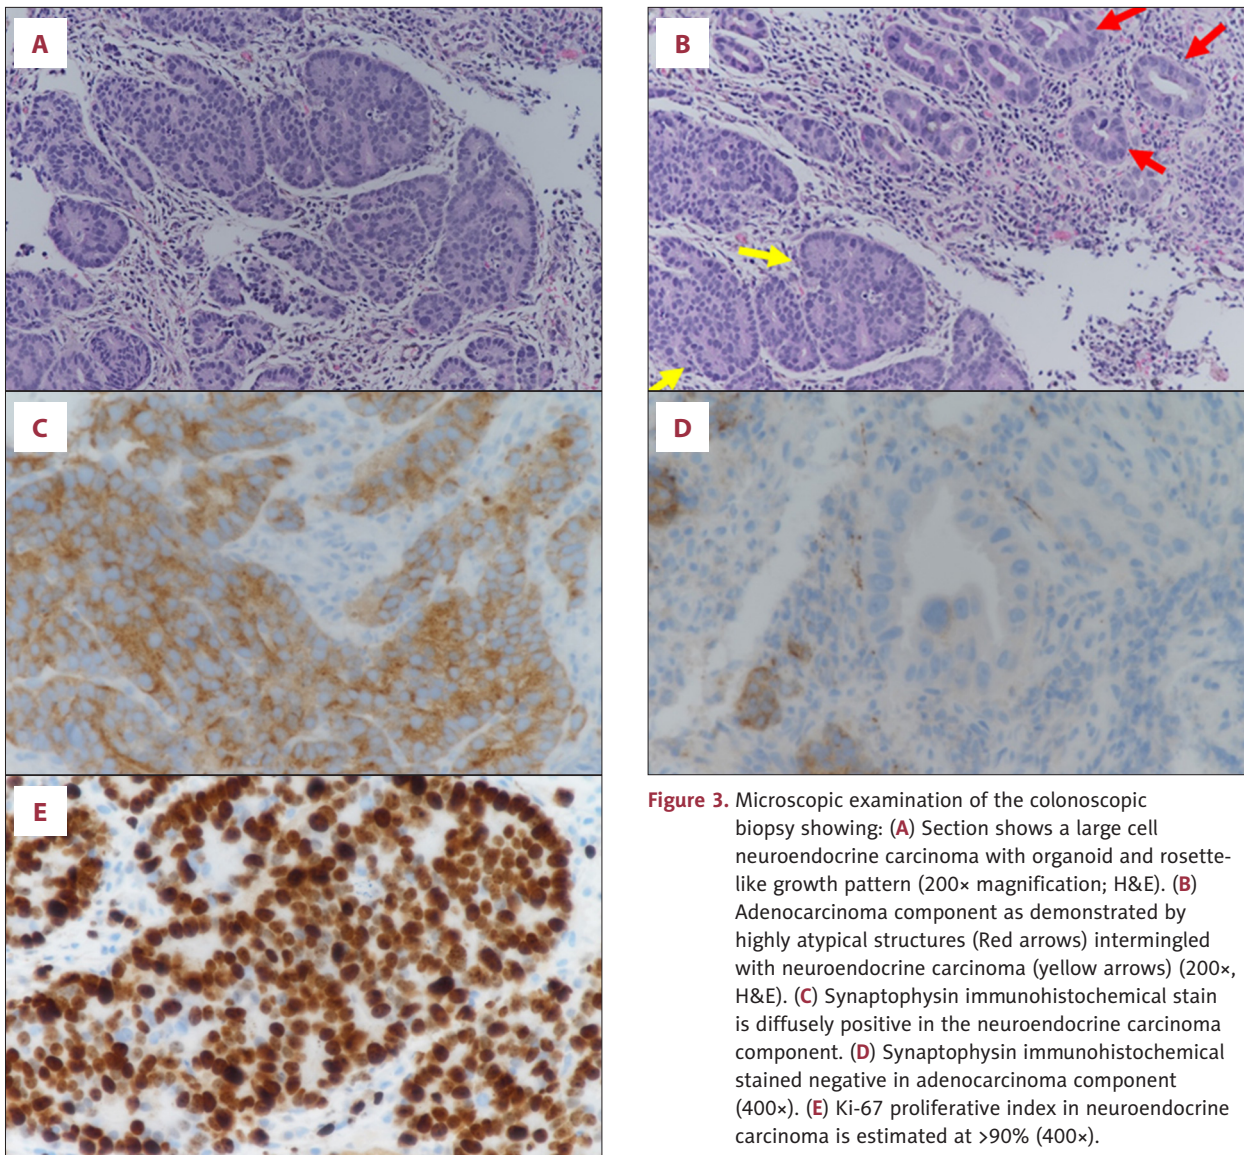 A
B
C
D
E
Figure 3. Microscopic examination of the colonoscopic
biopsy showing: (A) Section shows a large cell
neuroendocrine carcinoma with organoid and rosette-
like growth pattern (200× magnification; H&E). (B)
Adenocarcinoma component as demonstrated by
highly atypical structures (Red arrows) intermingled
with neuroendocrine carcinoma (yellow arrows) (200×,
H&E). (C) Synaptophysin immunohistochemical stain
is diffusely positive in the neuroendocrine carcinoma
component. (D) Synaptophysin immunohistochemical
stained negative in adenocarcinoma component
(400×). (E) Ki-67 proliferative index in neuroendocrine
carcinoma is estimated at >90% (400×).